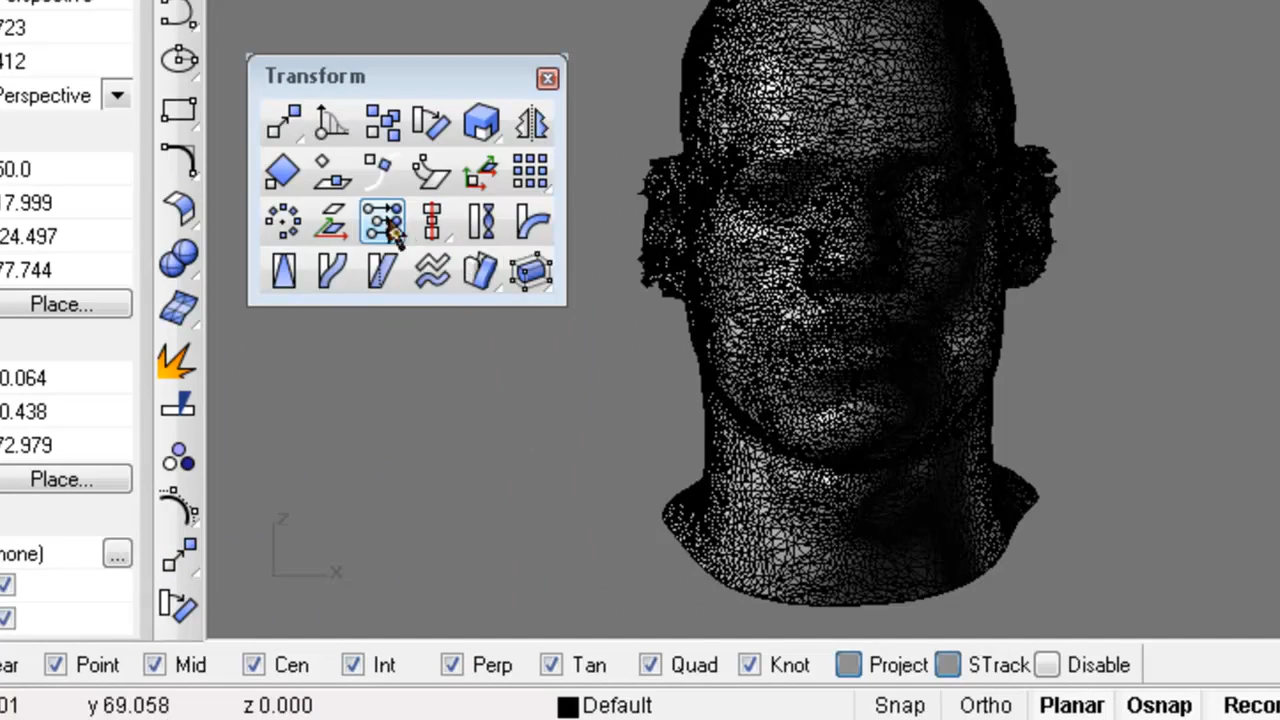 Perspective
723
412
Perspective
Transform
50.0
17.999
24.497
77.744
Place...
0.064
0.438
72.979
Place...
none)
...
z
x
ear Point Mid Cen Int Perp Tan Quad Knot Project STrack Disable
01 y 69.058 z 0.000 Default Snap Ortho Planar Osnap Recor